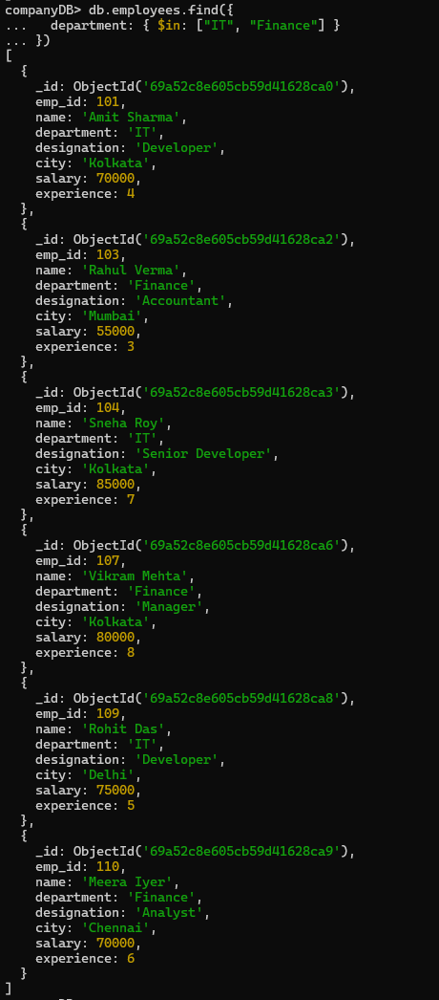 companyDB> db.employees.find({
...   department: { $in: ["IT", "Finance"] }
... })
[
  {
    _id: ObjectId('69a52c8e605cb59d41628ca0'),
    emp_id: 101,
    name: 'Amit Sharma',
    department: 'IT',
    designation: 'Developer',
    city: 'Kolkata',
    salary: 70000,
    experience: 4
  },
  {
    _id: ObjectId('69a52c8e605cb59d41628ca2'),
    emp_id: 103,
    name: 'Rahul Verma',
    department: 'Finance',
    designation: 'Accountant',
    city: 'Mumbai',
    salary: 55000,
    experience: 3
  },
  {
    _id: ObjectId('69a52c8e605cb59d41628ca3'),
    emp_id: 104,
    name: 'Sneha Roy',
    department: 'IT',
    designation: 'Senior Developer',
    city: 'Kolkata',
    salary: 85000,
    experience: 7
  },
  {
    _id: ObjectId('69a52c8e605cb59d41628ca6'),
    emp_id: 107,
    name: 'Vikram Mehta',
    department: 'Finance',
    designation: 'Manager',
    city: 'Kolkata',
    salary: 80000,
    experience: 8
  },
  {
    _id: ObjectId('69a52c8e605cb59d41628ca8'),
    emp_id: 109,
    name: 'Rohit Das',
    department: 'IT',
    designation: 'Developer',
    city: 'Delhi',
    salary: 75000,
    experience: 5
  },
  {
    _id: ObjectId('69a52c8e605cb59d41628ca9'),
    emp_id: 110,
    name: 'Meera Iyer',
    department: 'Finance',
    designation: 'Analyst',
    city: 'Chennai',
    salary: 70000,
    experience: 6
  }
]